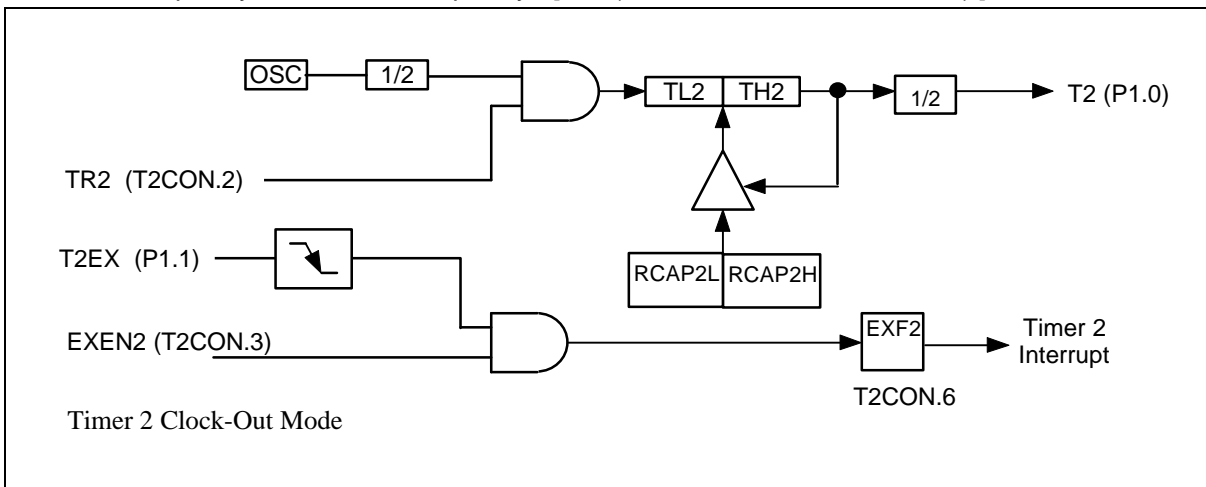 OSC 1/2 TL2 TH2 1/2 T2 (P1.0)
TR2 (T2CON.2)
T2EX (P1.1)
RCAP2L RCAP2H
EXEN2 (T2CON.3)
EXF2
Timer 2
Interrupt
T2CON.6
Timer 2 Clock-Out Mode